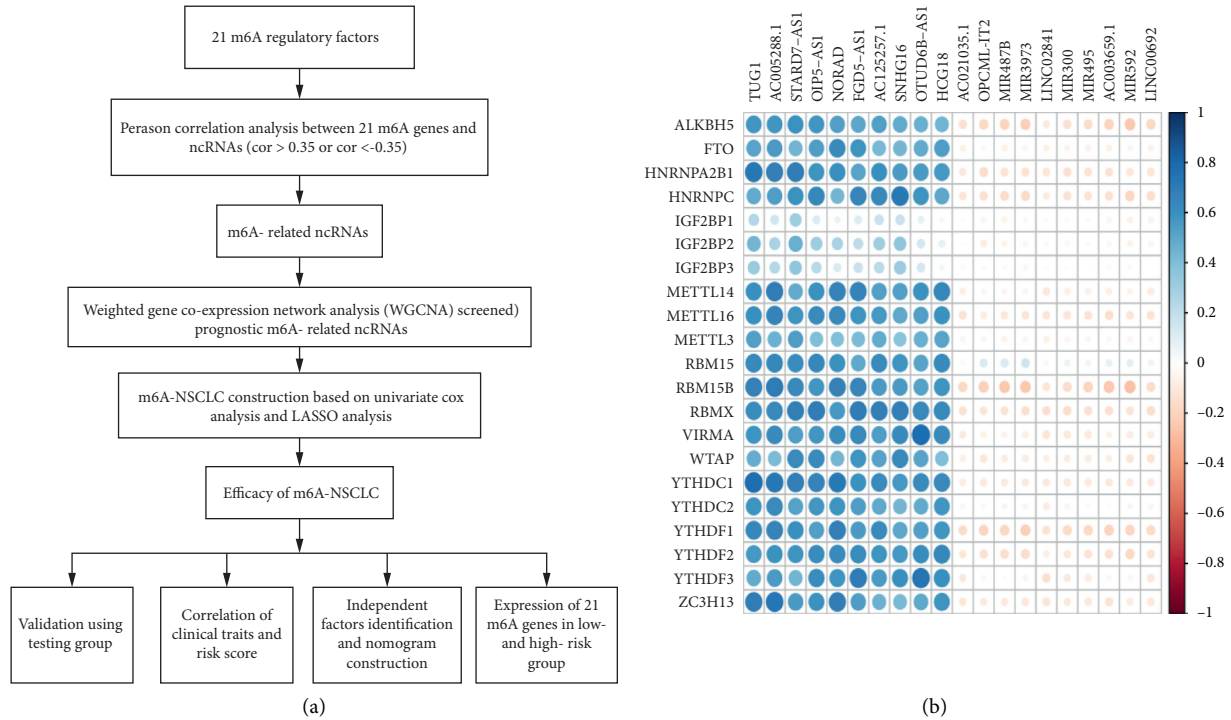 21 m6A regulatory factors
Perason correlation analysis between 21 m6A genes and
ncRNAs (cor > 0.35 or cor <-0.35)
m6A- related ncRNAs
Weighted gene co-expression network analysis (WGCNA) screened)
prognostic m6A- related ncRNAs
m6A-NSCLC construction based on univariate cox
analysis and LASSO analysis
Efficacy of m6A-NSCLC
Validation using
testing group
Correlation of
clinical traits and
risk score
Independent
factors identification
and nomogram
construction
Expression of 21
m6A genes in low-
and high- risk
group
(a)
TUG1
AC005288.1
STARD7−AS1
OIP5−AS1
NORAD
FGD5−AS1
AC125257.1
SNHG16
OTUD6B−AS1
HCG18
AC021035.1
OPCML-IT2
MIR487B
MIR3973
LINC02841
MIR300
MIR495
AC003659.1
MIR592
LINC00692
ALKBH5
FTO
HNRNPA2B1
HNRNPC
IGF2BP1
IGF2BP2
IGF2BP3
METTL14
METTL16
METTL3
RBM15
RBM15B
RBMX
VIRMA
WTAP
YTHDC1
YTHDC2
YTHDF1
YTHDF2
YTHDF3
ZC3H13
1
0.8
0.6
0.4
0.2
0
−0.2
−0.4
−0.6
−0.8
−1
(b)